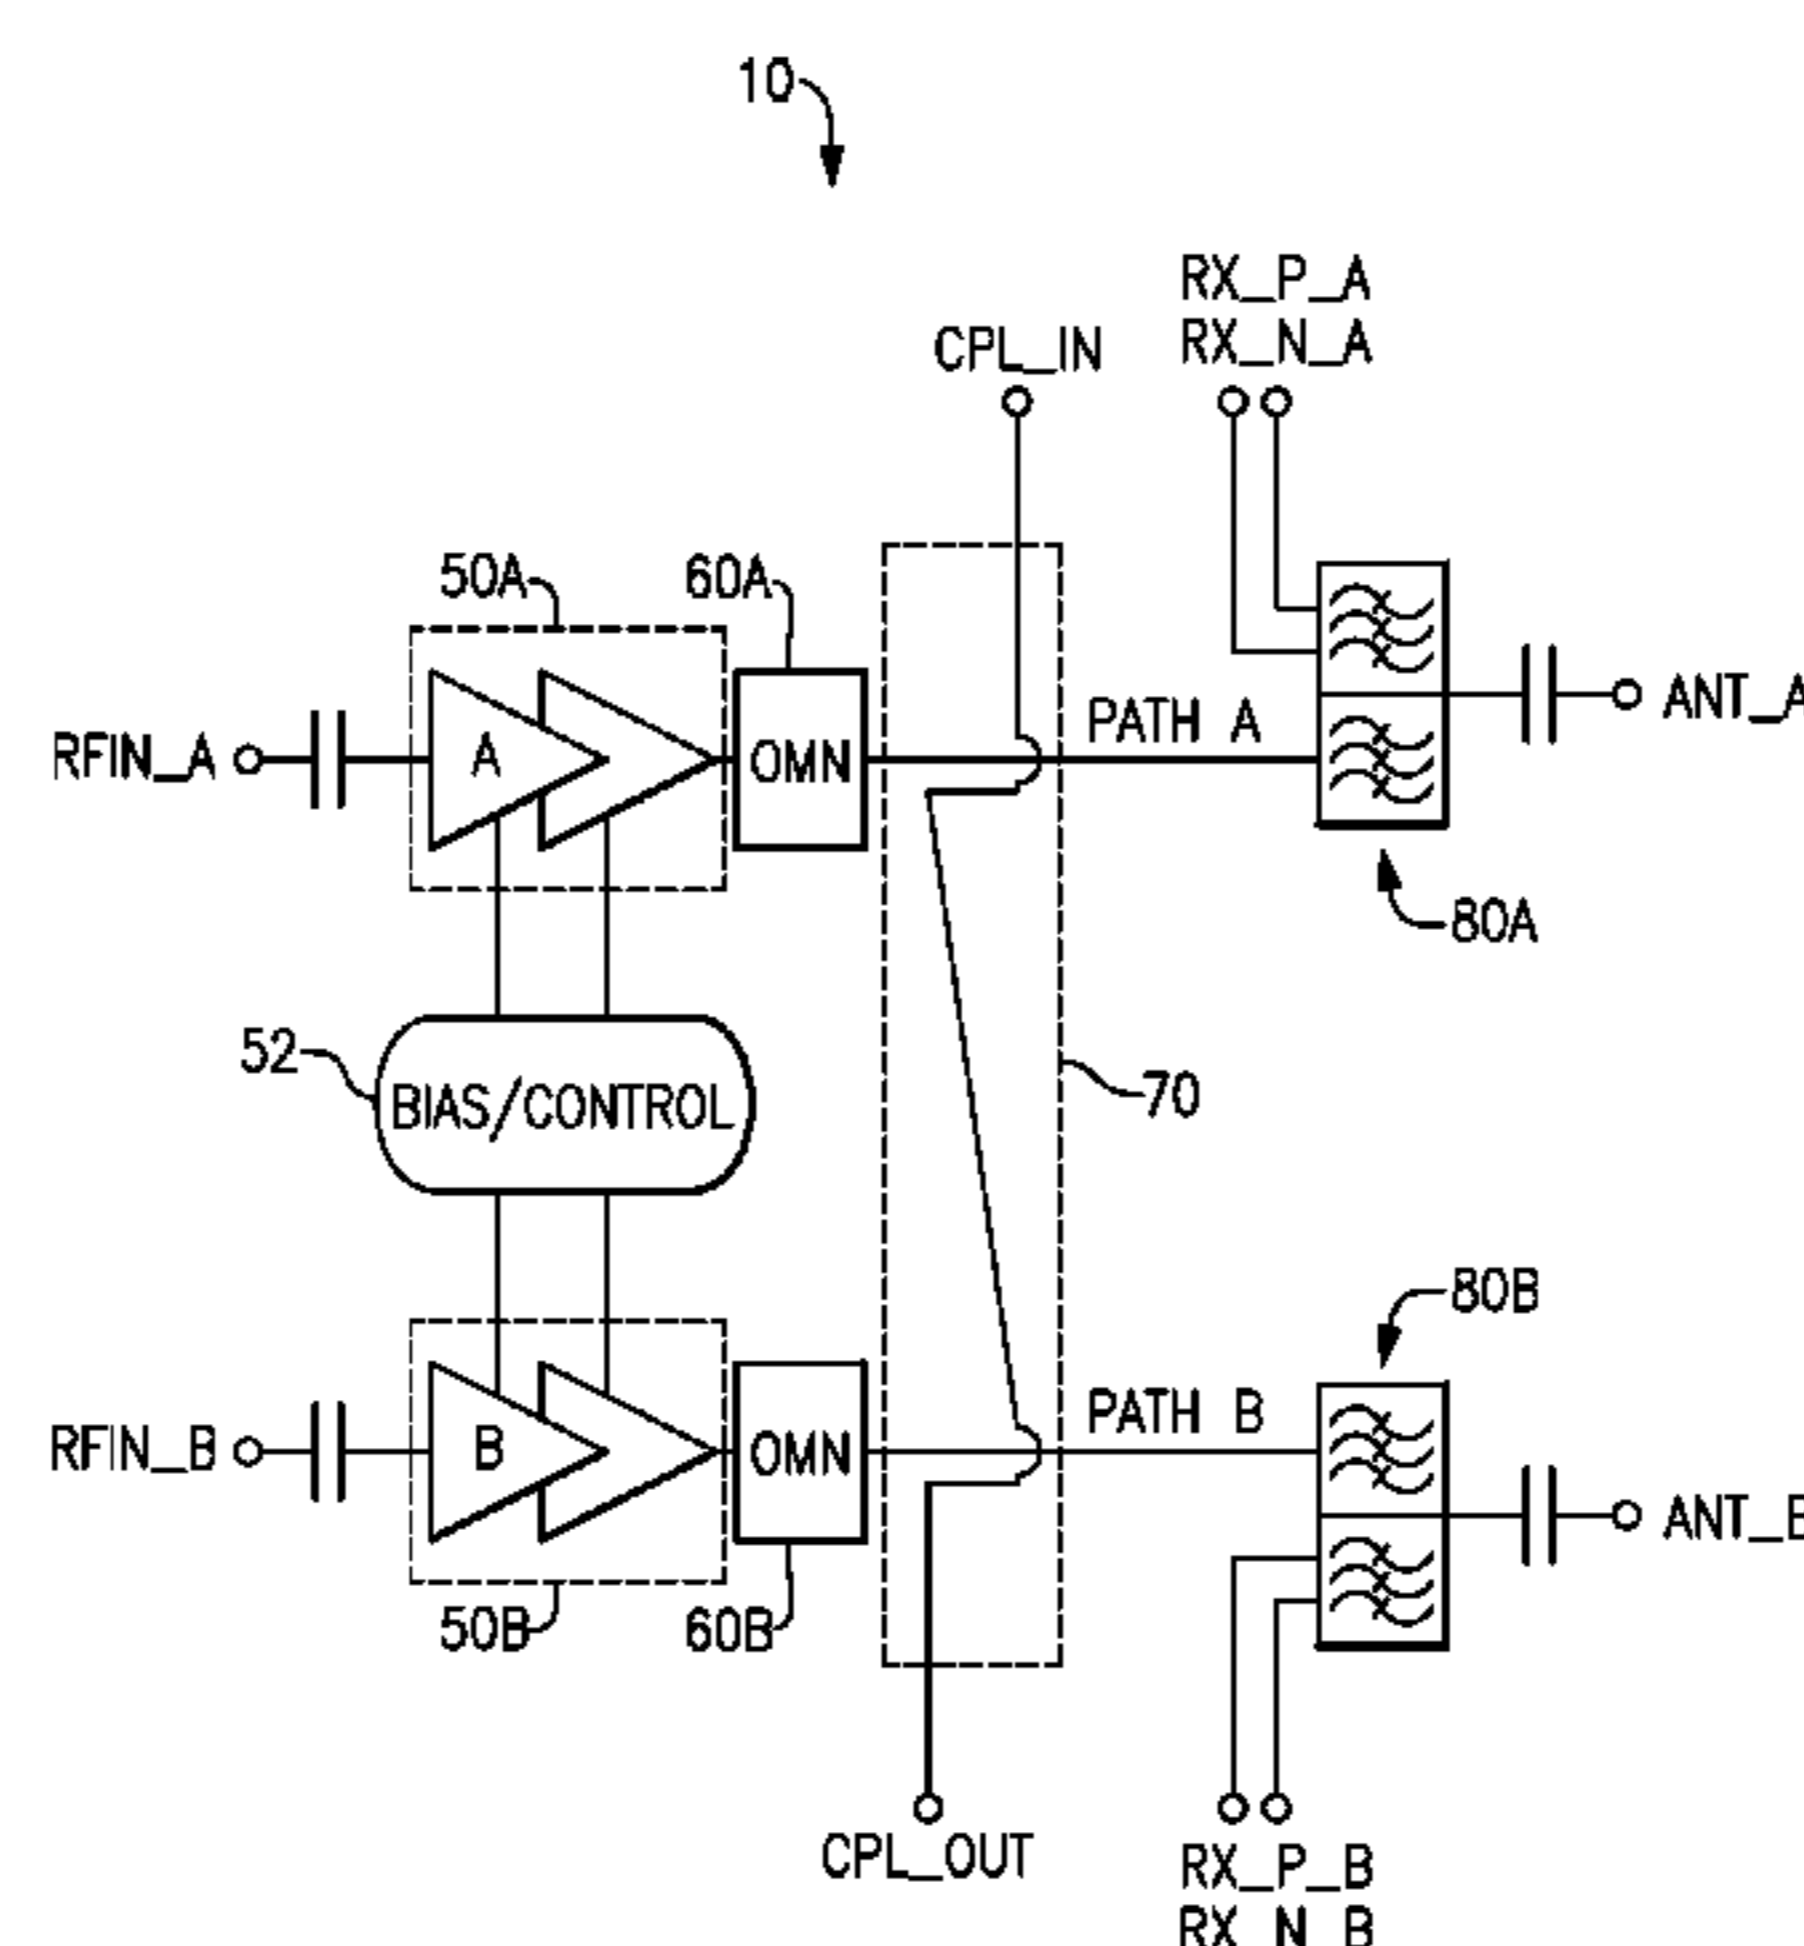 10
RX_P_A
RX_N_A
CPL_IN
50A
60A
RFIN_A
A
OMN
PATH A
ANT_A
80A
52
BIAS/CONTROL
70
80B
RFIN_B
B
OMN
PATH B
ANT_B
50B
60B
CPL_OUT
RX_P_B
RX_N_B